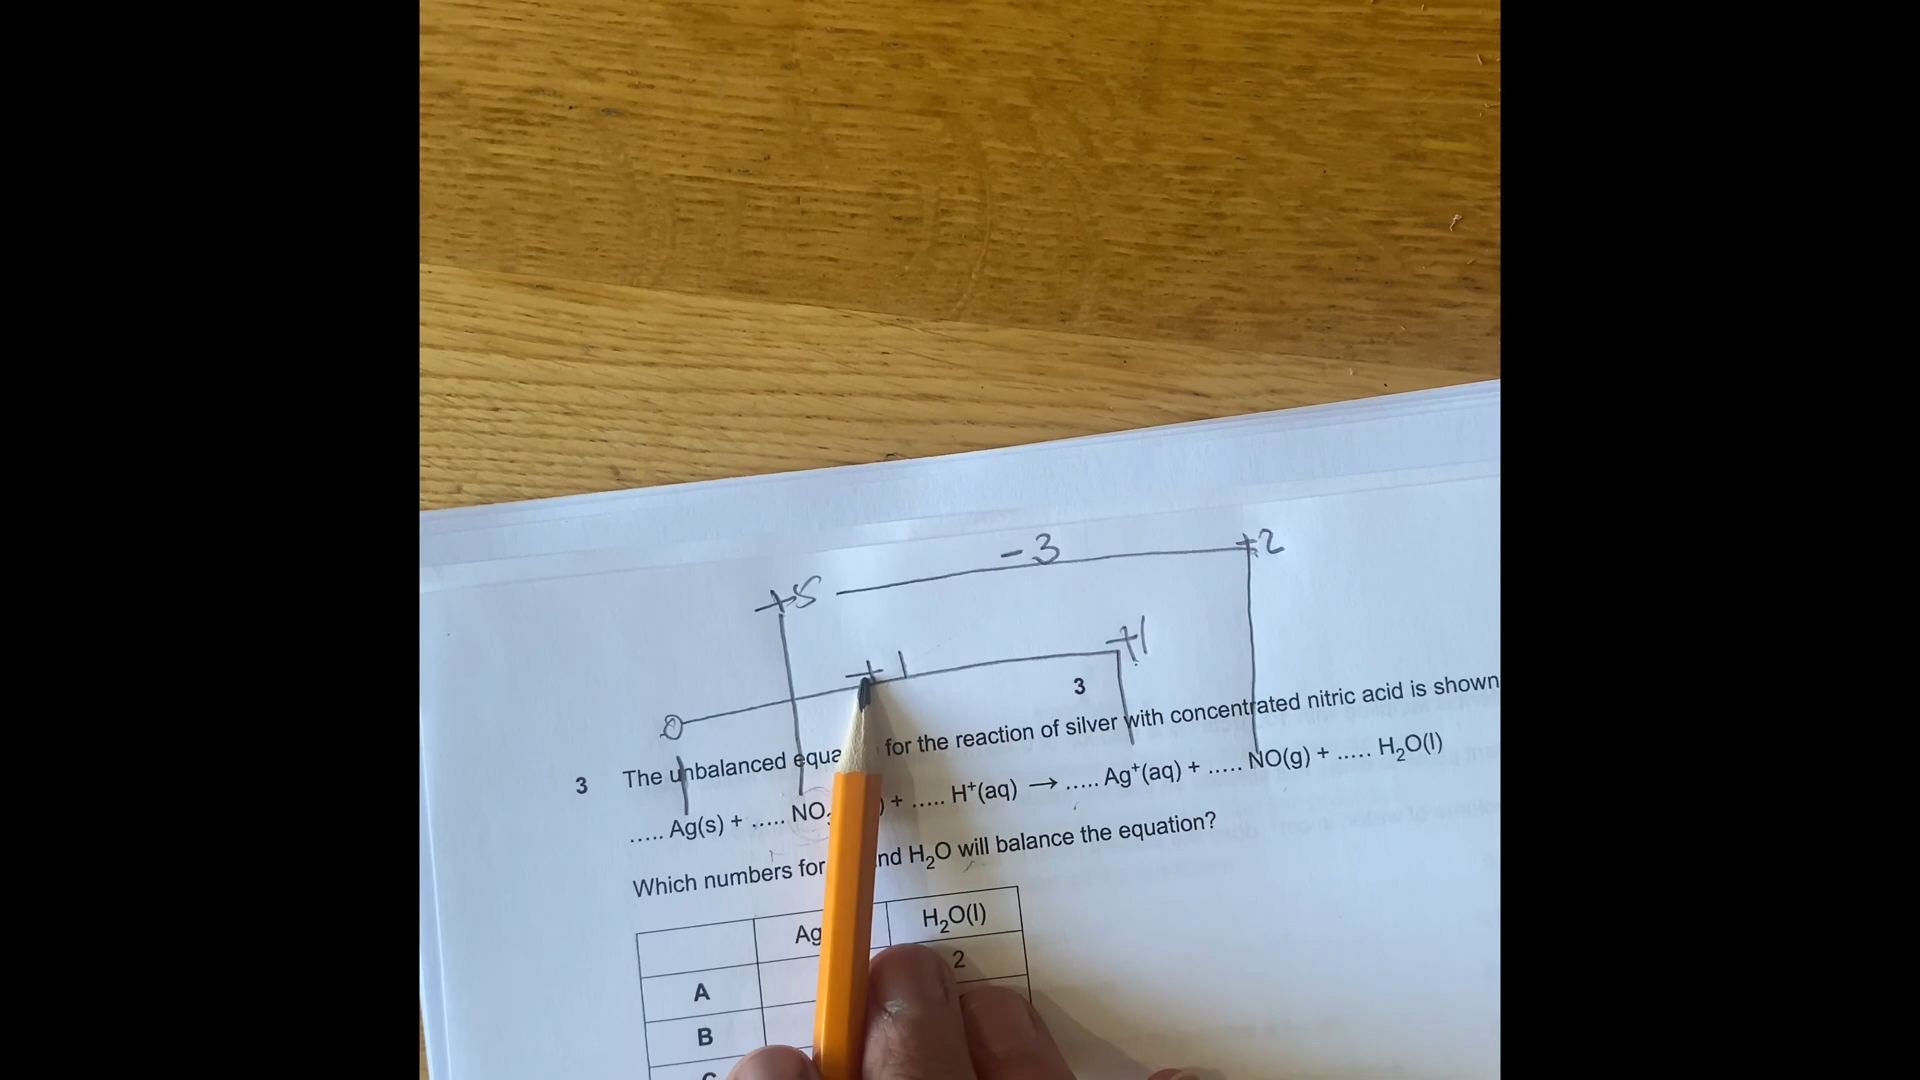 - 3
+2
+5
+1
+1
0
3
3 The unbalanced equa for the reaction of silver with concentrated nitric acid is shown
..... Ag(s) + ..... NO ) + ..... H⁺(aq) ⟶ ..... Ag⁺(aq) + ..... NO(g) + ..... H₂O(l)
Which numbers for nd H₂O will balance the equation?
Ag H₂O(l)
A 2
B